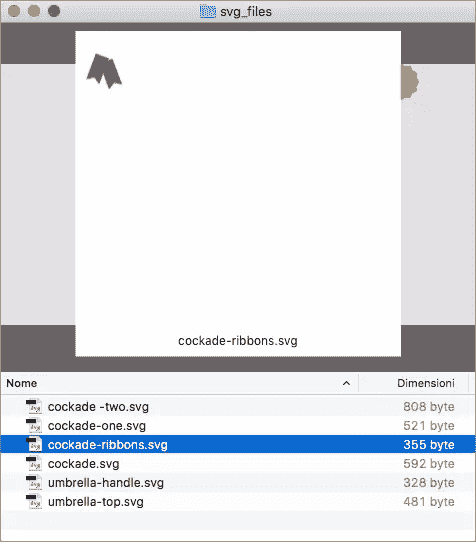 svg_files
cockade-ribbons.svg
Nome Dimensioni
cockade -two.svg 808 byte
cockade-one.svg 521 byte
cockade-ribbons.svg 355 byte
cockade.svg 592 byte
umbrella-handle.svg 328 byte
umbrella-top.svg 481 byte